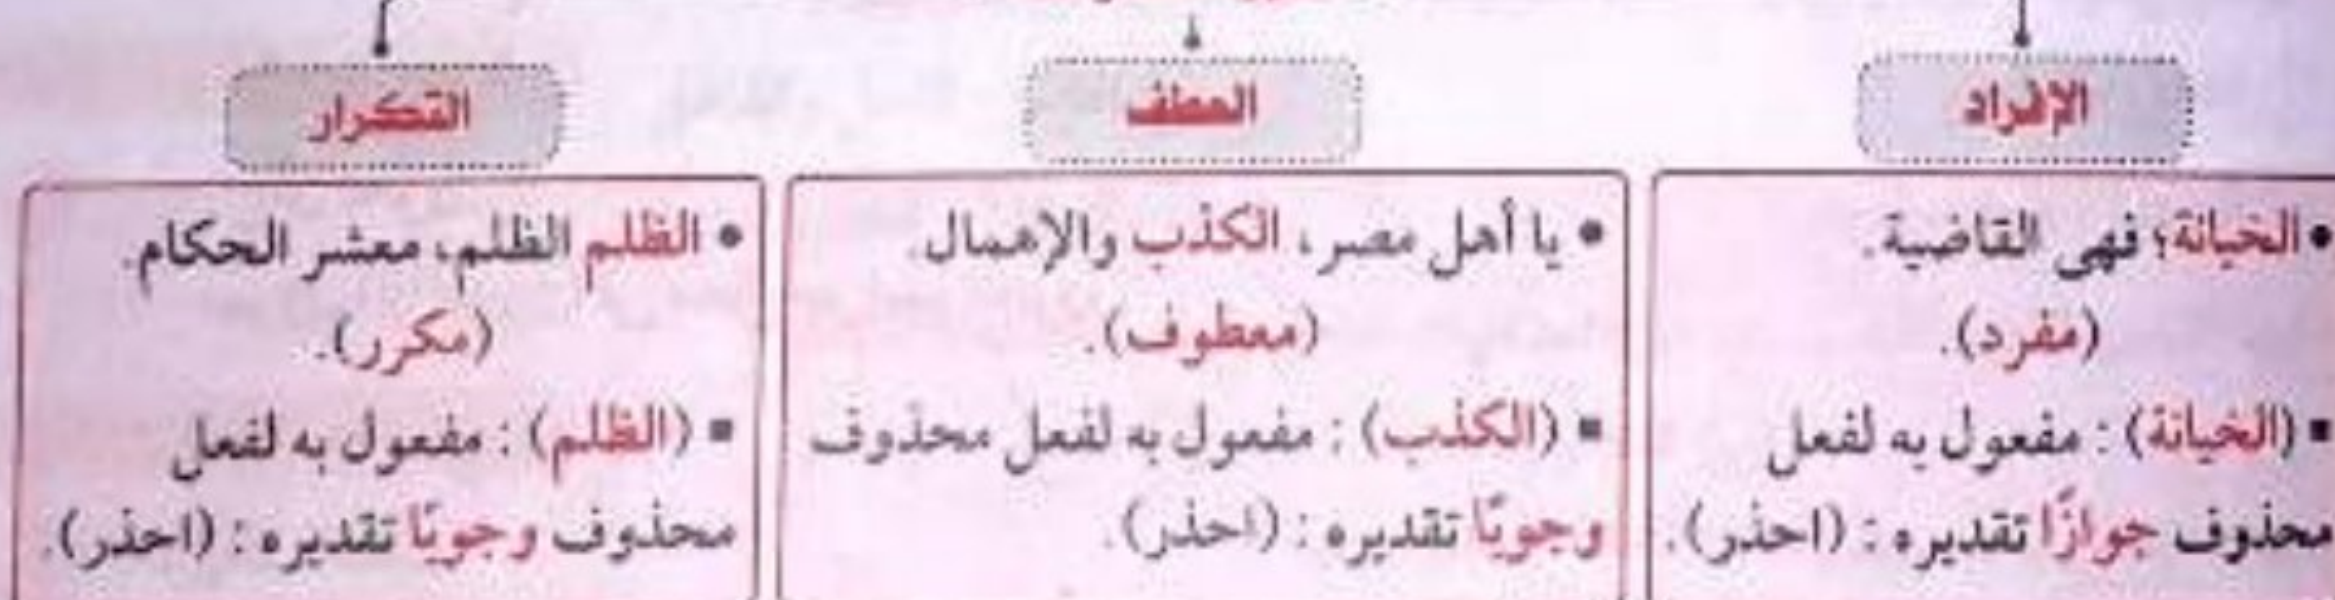 الإفراد
• الخيانة؛ فهى القاضية.
(مفرد).
▪ (الخيانة) : مفعول به لفعل
محذوف جوازًا تقديره : (احذر).
العطف
• يا أهل مصر، الكذب والإهمال.
(معطوف).
▪ (الكذب) : مفعول به لفعل محذوف
وجوبًا تقديره : (احذر).
التكرار
• الظلم الظلم، معشر الحكام.
(مكرر).
▪ (الظلم) : مفعول به لفعل
محذوف وجوبًا تقديره : (احذر).